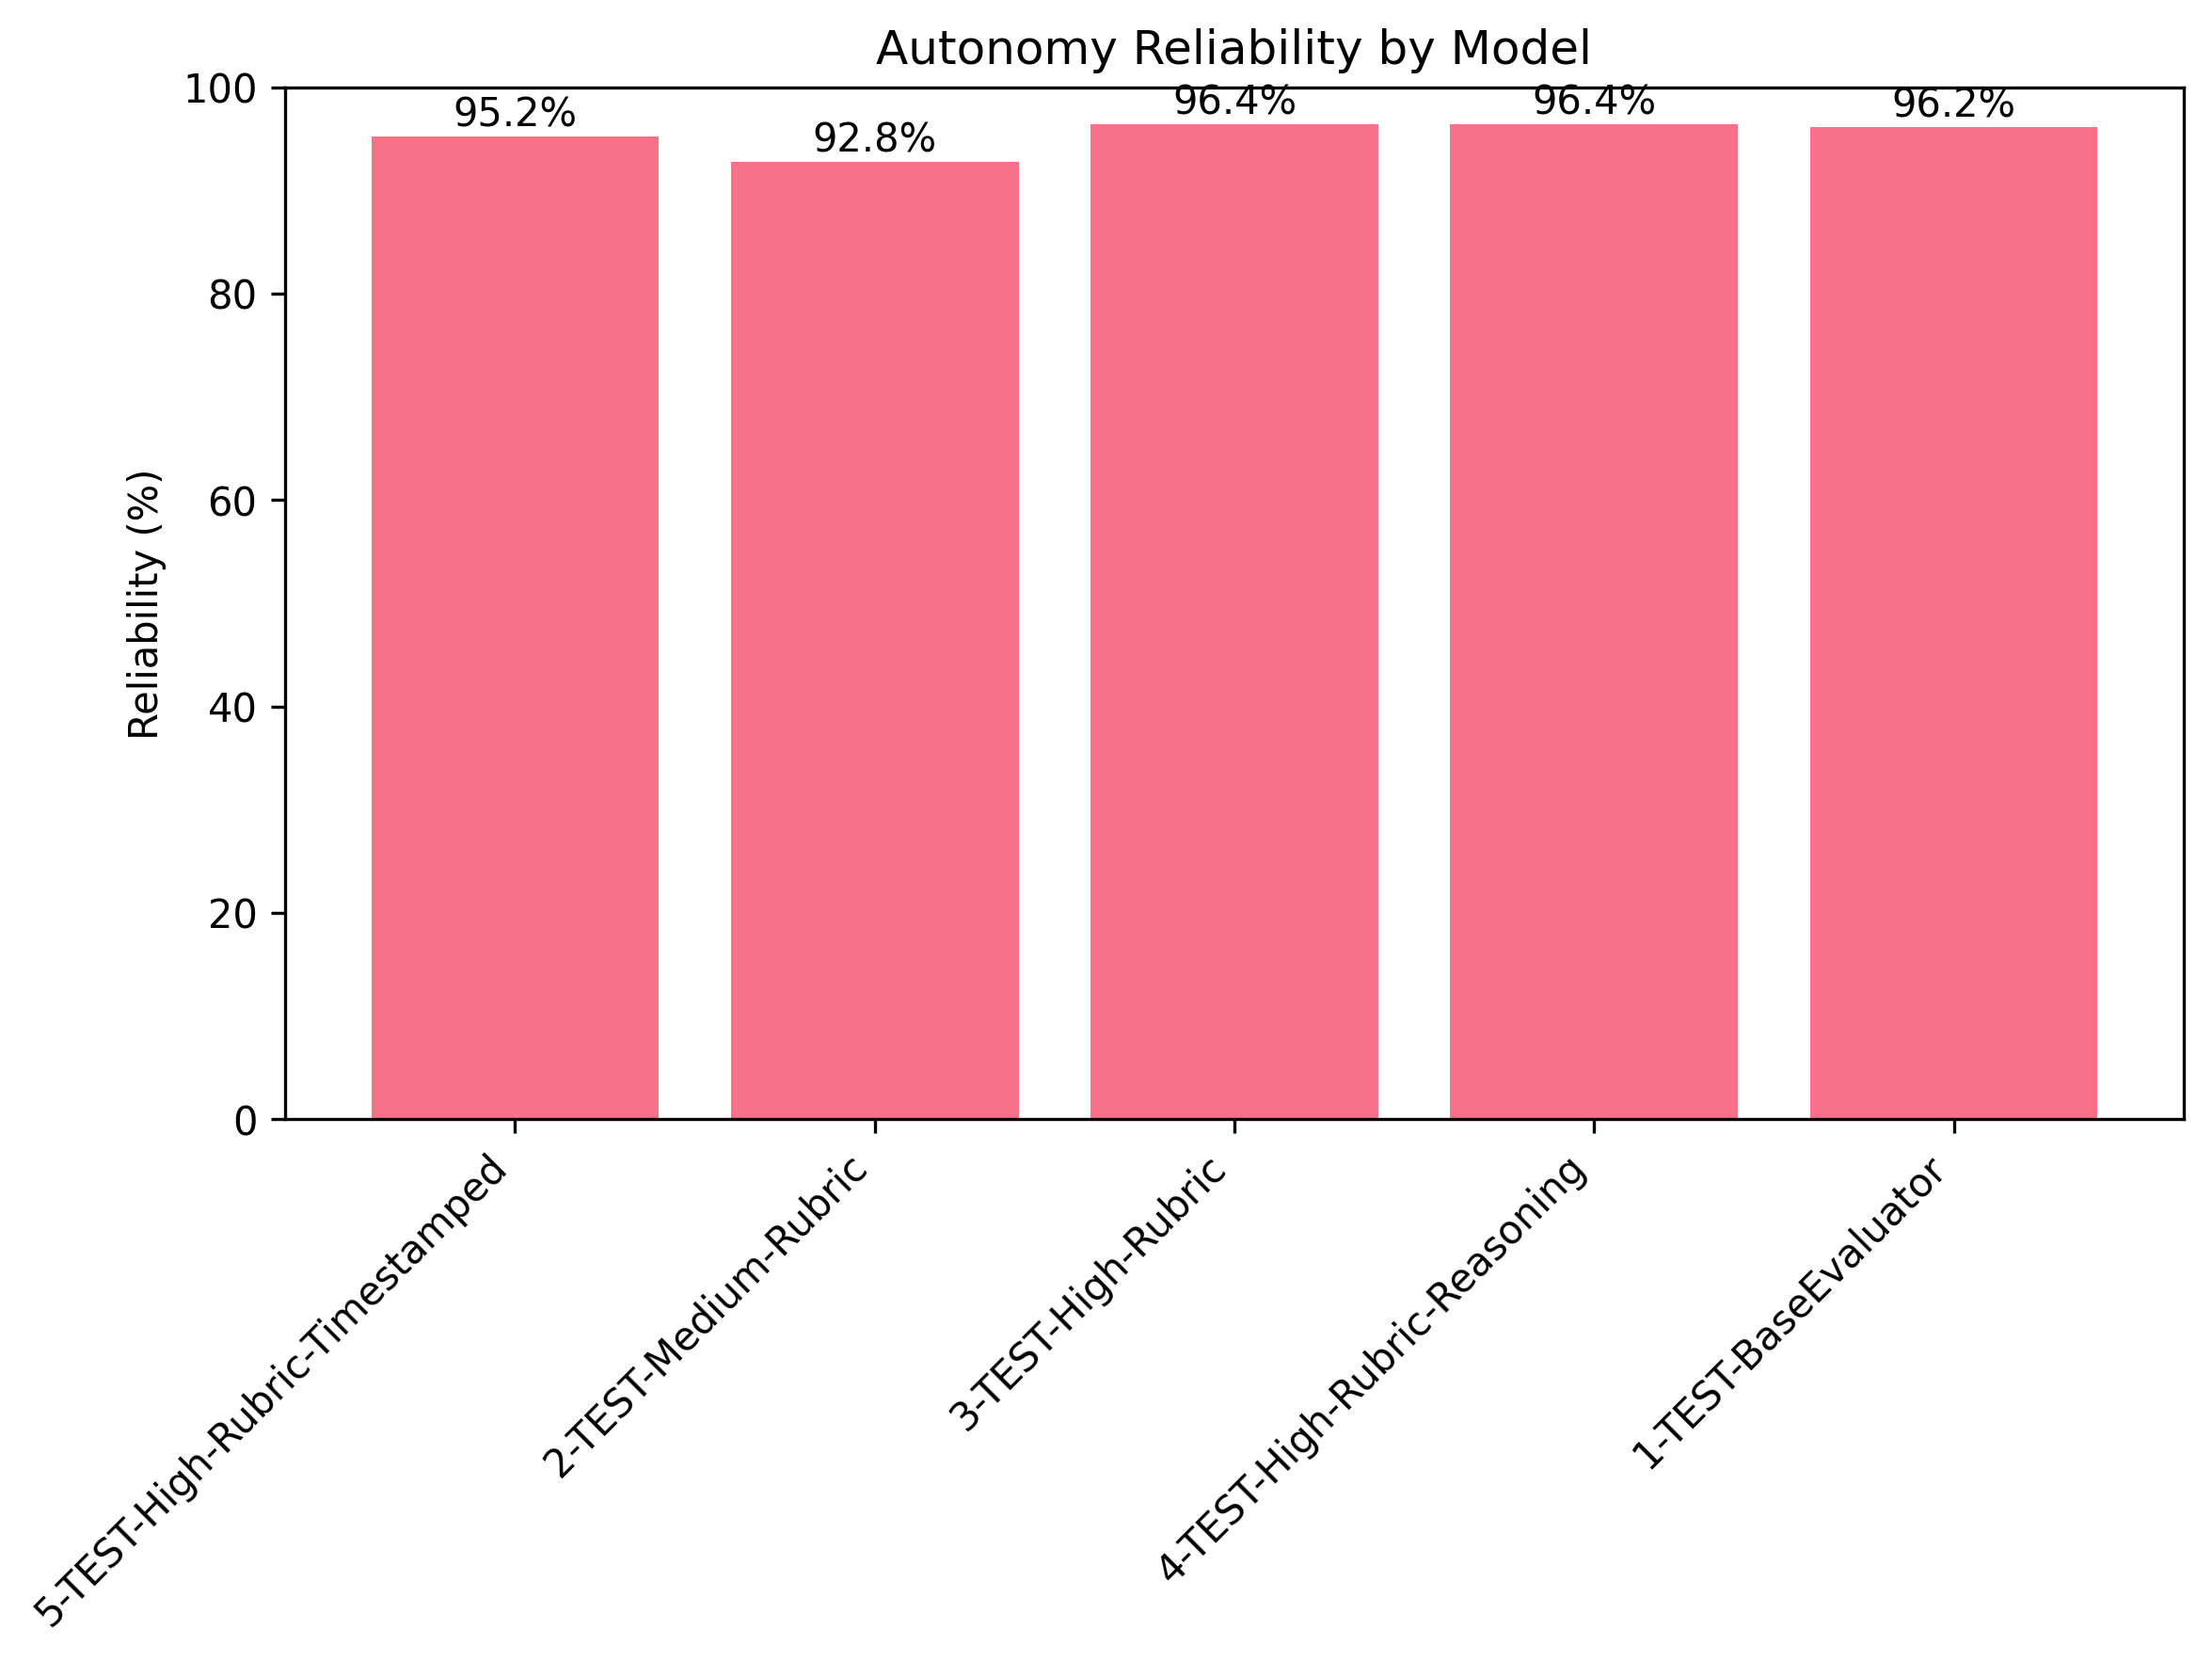 Autonomy Reliability by Model
Reliability (%)
100
80
60
40
20
0
95.2%
92.8%
96.4%
96.4%
96.2%
5-TEST-High-Rubric-Timestamped
2-TEST-Medium-Rubric
3-TEST-High-Rubric
4-TEST-High-Rubric-Reasoning
1-TEST-BaseEvaluator